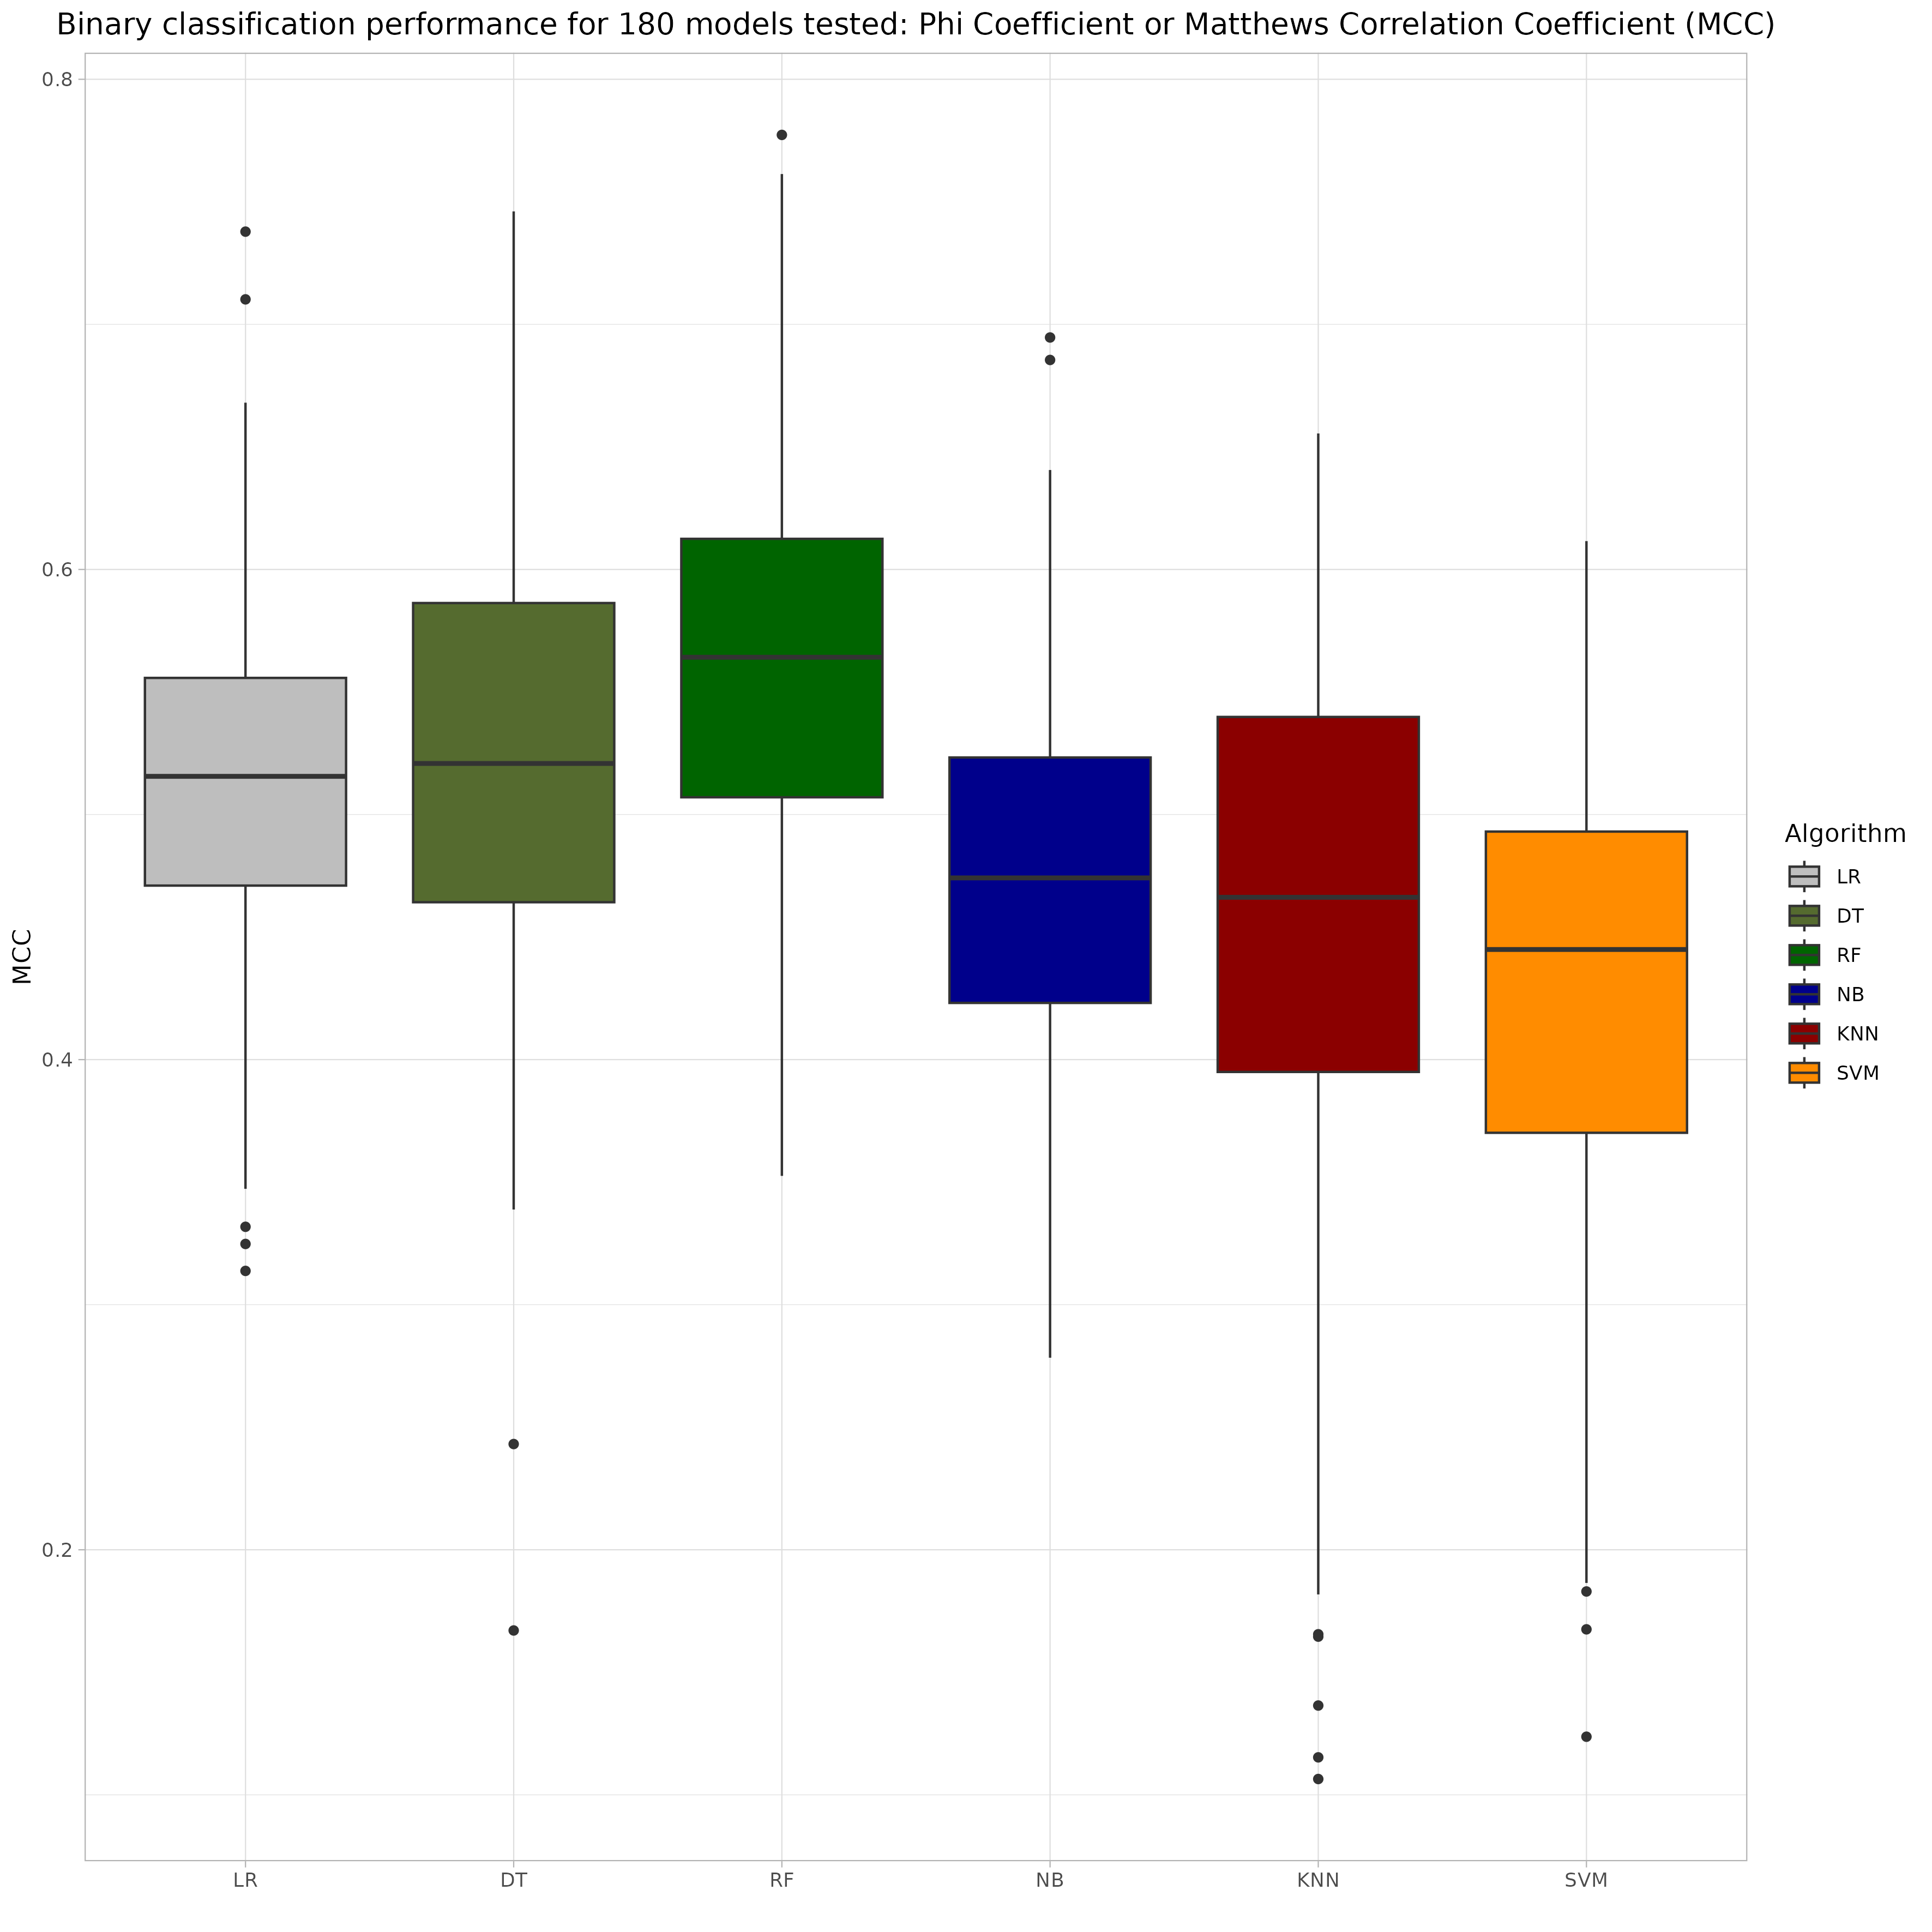 Binary classification performance for 180 models tested: Phi Coefficient or Matthews Correlation Coefficient (MCC)
0.8
0.6
0.4
0.2
MCC
LR
DT
RF
NB
KNN
SVM
Algorithm
LR
DT
RF
NB
KNN
SVM